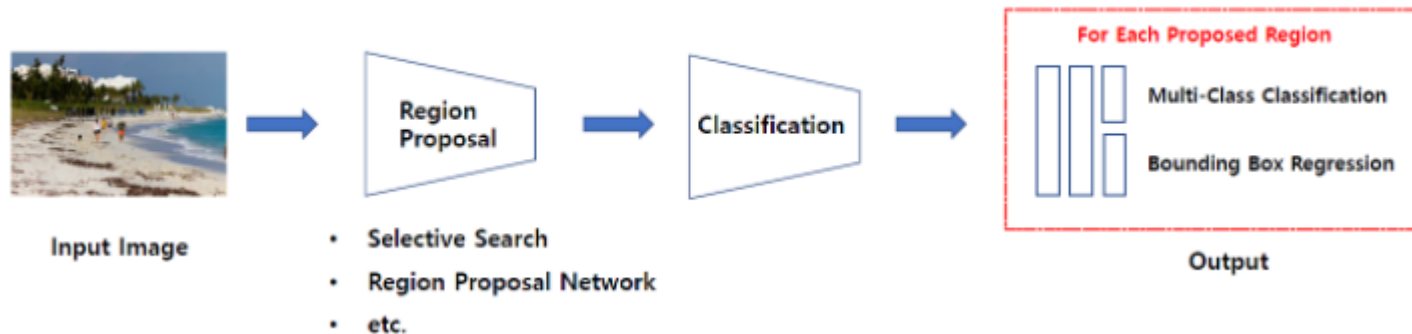 Input Image
Region
Proposal
• Selective Search
• Region Proposal Network
• etc.
Classification
For Each Proposed Region
Multi-Class Classification
Bounding Box Regression
Output